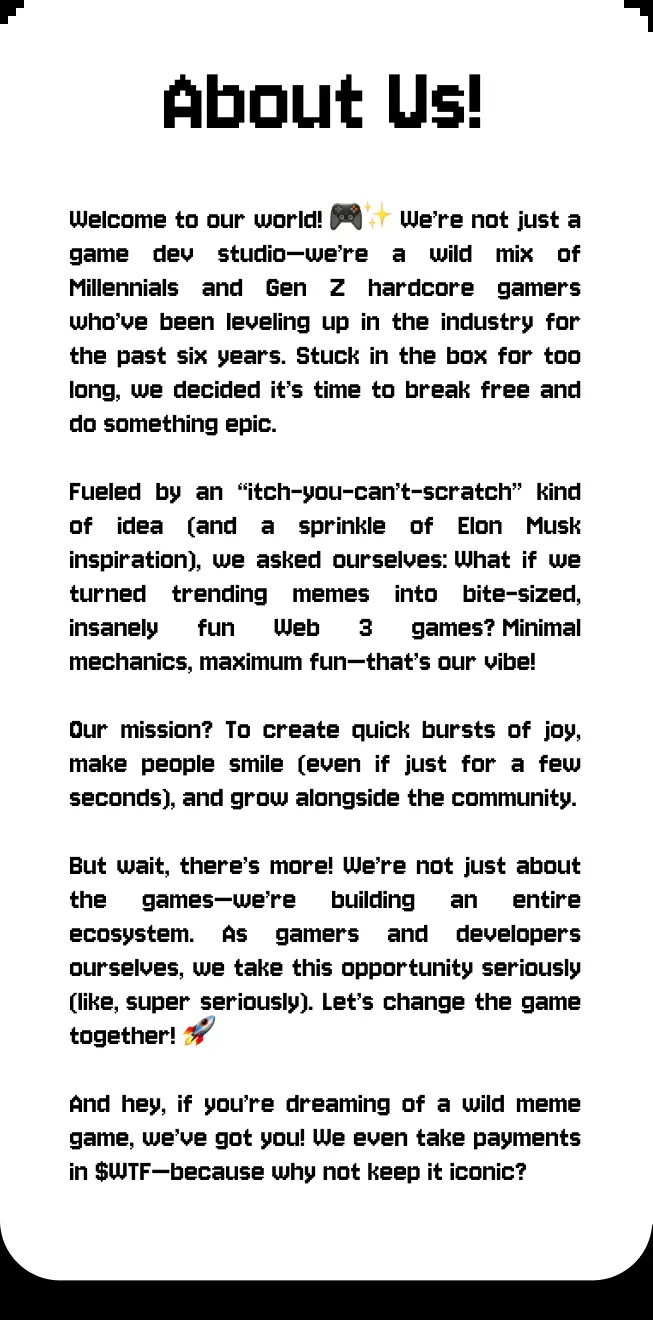 About Us!
Welcome to our world! 🎮✨ We’re not just a
game dev studio—we’re a wild mix of
Millennials and Gen Z hardcore gamers
who’ve been leveling up in the industry for
the past six years. Stuck in the box for too
long, we decided it’s time to break free and
do something epic.
Fueled by an “itch-you-can’t-scratch” kind
of idea (and a sprinkle of Elon Musk
inspiration), we asked ourselves: What if we
turned trending memes into bite-sized,
insanely fun Web 3 games? Minimal
mechanics, maximum fun—that’s our vibe!
Our mission? To create quick bursts of joy,
make people smile (even if just for a few
seconds), and grow alongside the community.
But wait, there’s more! We’re not just about
the games—we’re building an entire
ecosystem. As gamers and developers
ourselves, we take this opportunity seriously
(like, super seriously). Let’s change the game
together! 🚀
And hey, if you’re dreaming of a wild meme
game, we’ve got you! We even take payments
in $WTF—because why not keep it iconic?